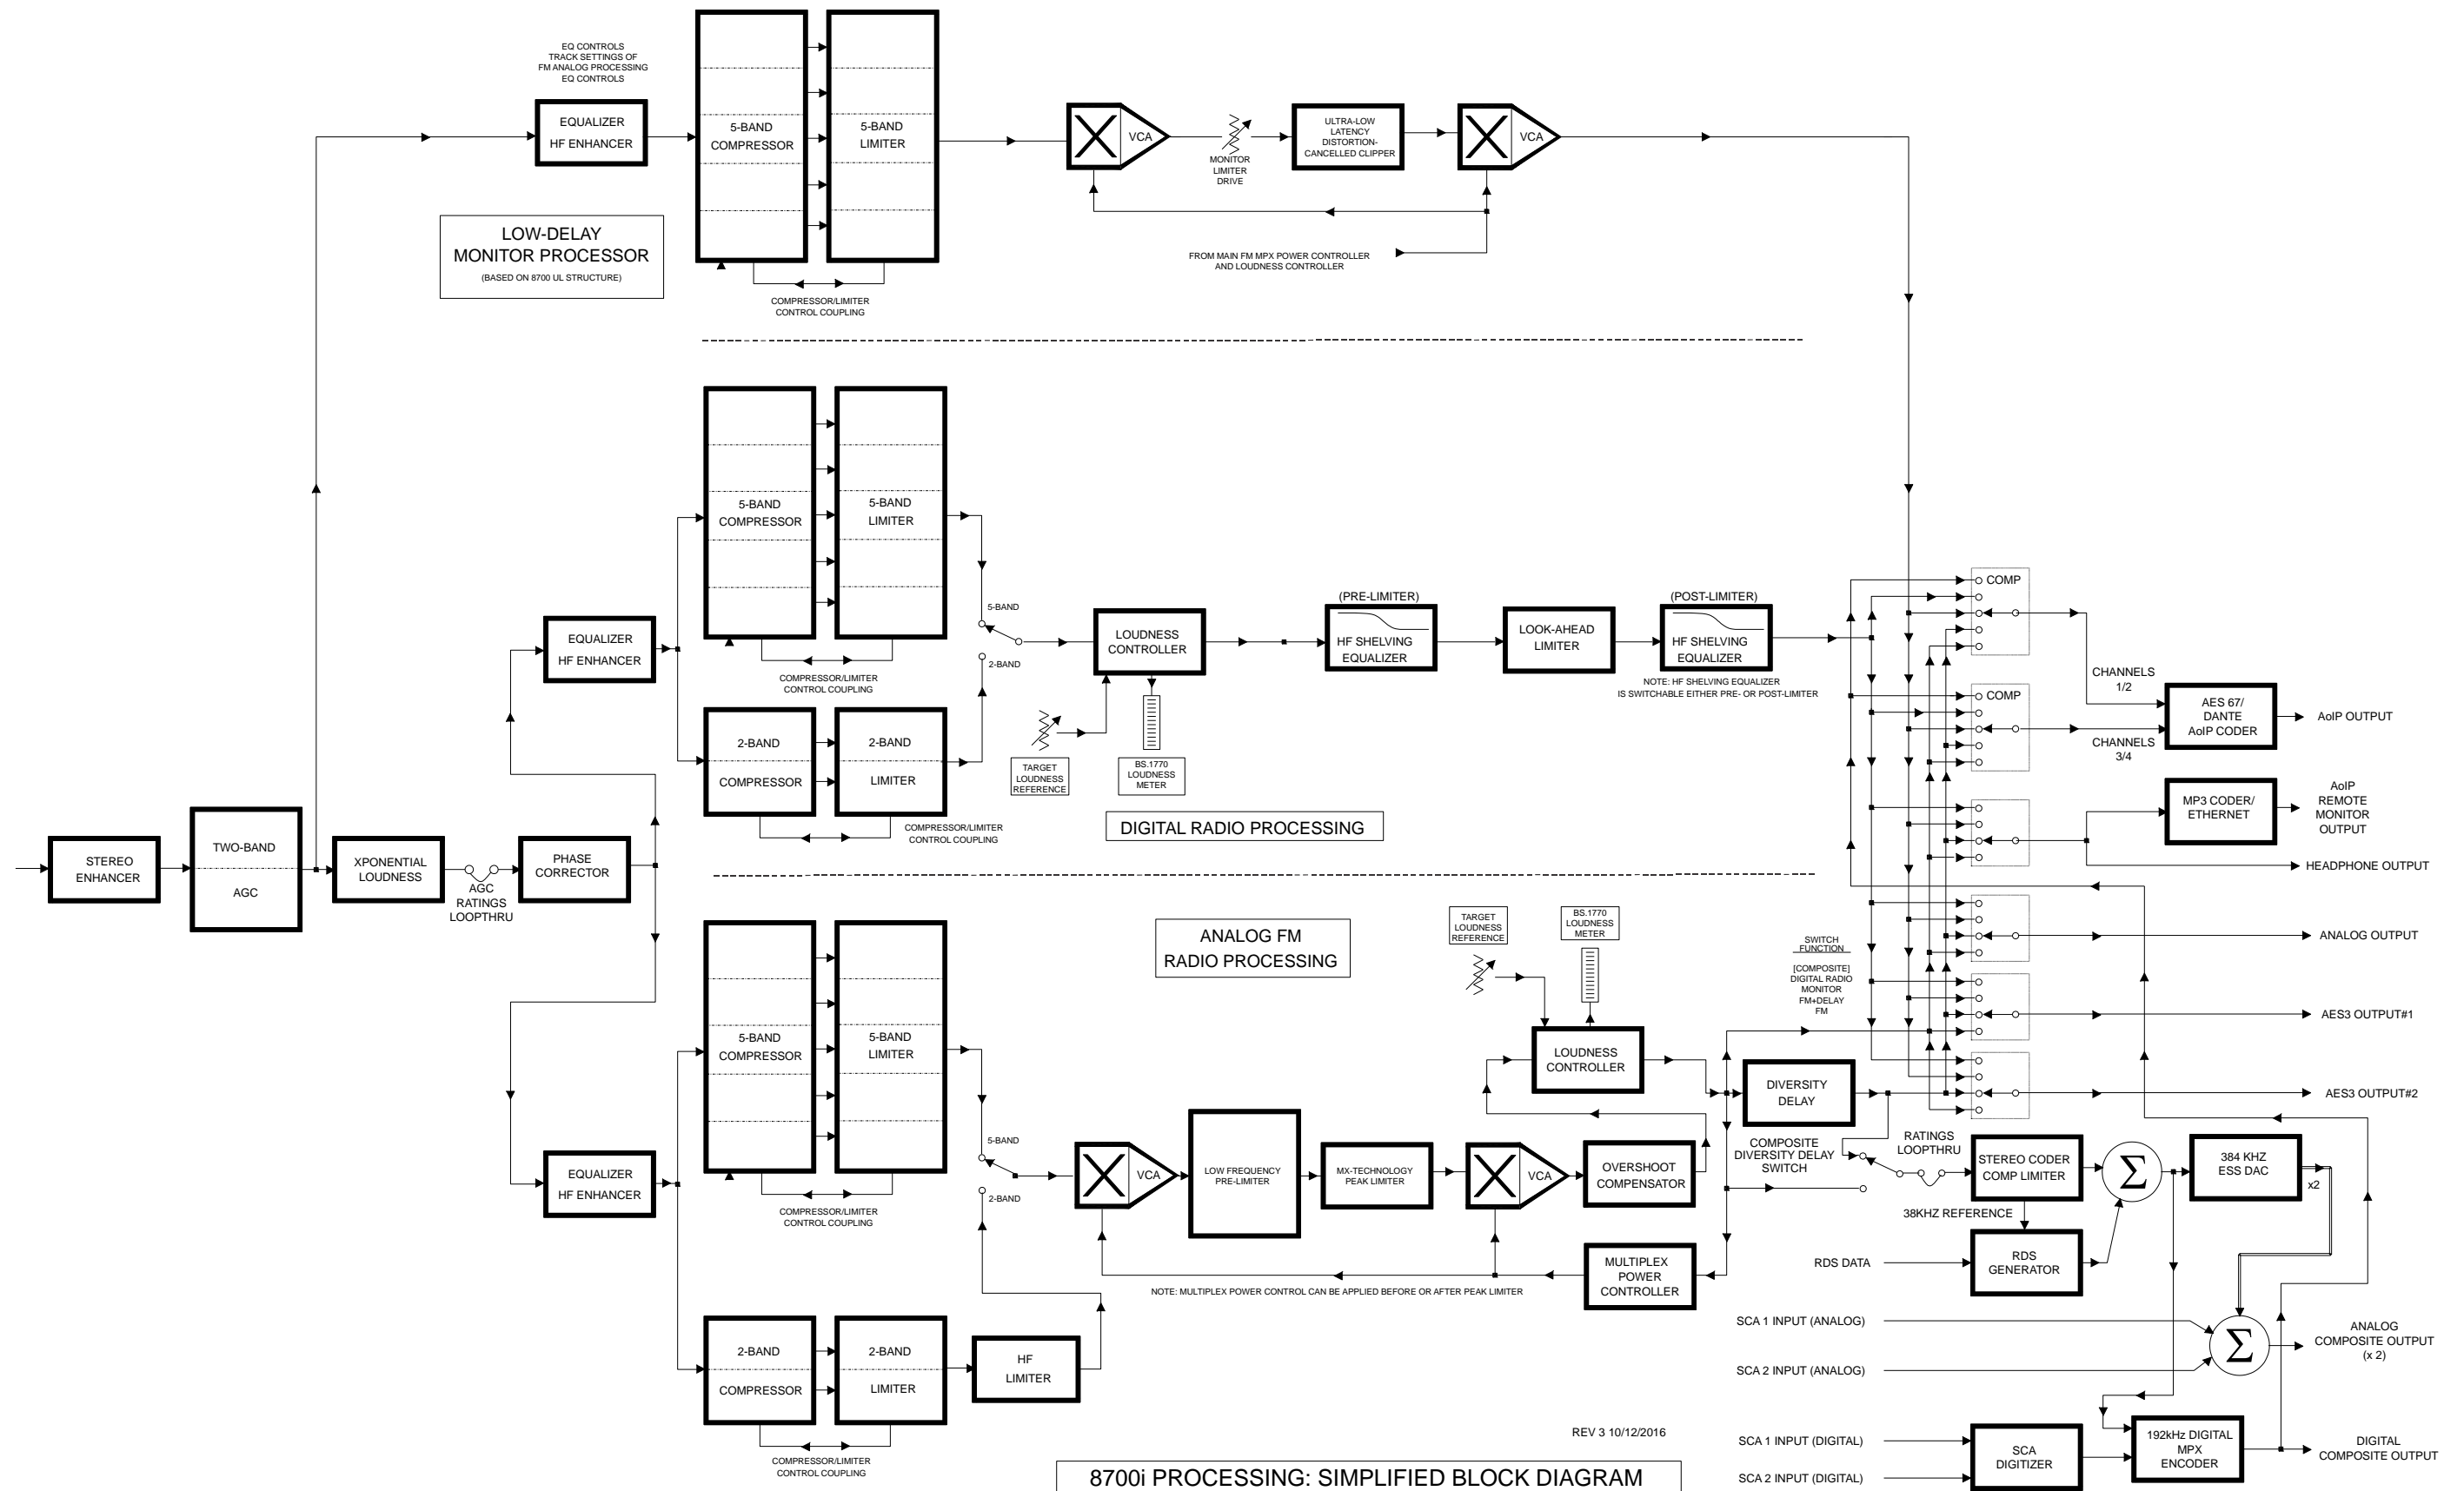 EQ CONTROLS
TRACK SETTINGS OF
FM ANALOG PROCESSING
EQ CONTROLS
EQUALIZER
HF ENHANCER
5-BAND
COMPRESSOR
5-BAND
LIMITER
VCA
MONITOR
LIMITER
DRIVE
ULTRA-LOW
LATENCY
DISTORTION-
CANCELLED CLIPPER
VCA
LOW-DELAY
MONITOR PROCESSOR
(BASED ON 8700 UL STRUCTURE)
FROM MAIN FM MPX POWER CONTROLLER
AND LOUDNESS CONTROLLER
COMPRESSOR/LIMITER
CONTROL COUPLING
5-BAND
COMPRESSOR
5-BAND
LIMITER
EQUALIZER
HF ENHANCER
COMPRESSOR/LIMITER
CONTROL COUPLING
5-BAND
2-BAND
LOUDNESS
CONTROLLER
(PRE-LIMITER)
HF SHELVING
EQUALIZER
LOOK-AHEAD
LIMITER
(POST-LIMITER)
HF SHELVING
EQUALIZER
NOTE: HF SHELVING EQUALIZER
IS SWITCHABLE EITHER PRE- OR POST-LIMITER
TARGET
LOUDNESS
REFERENCE
BS.1770
LOUDNESS
METER
2-BAND
COMPRESSOR
2-BAND
LIMITER
COMPRESSOR/LIMITER
CONTROL COUPLING
DIGITAL RADIO PROCESSING
COMP
COMP
CHANNELS
1/2
CHANNELS
3/4
AES 67/
DANTE
AoIP CODER
AoIP OUTPUT
MP3 CODER/
ETHERNET
AoIP
REMOTE
MONITOR
OUTPUT
HEADPHONE OUTPUT
STEREO
ENHANCER
TWO-BAND
AGC
XPONENTIAL
LOUDNESS
AGC
RATINGS
LOOPTHRU
PHASE
CORRECTOR
ANALOG FM
RADIO PROCESSING
TARGET
LOUDNESS
REFERENCE
BS.1770
LOUDNESS
METER
SWITCH
FUNCTION
[COMPOSITE]
DIGITAL RADIO
MONITOR
FM+DELAY
FM
ANALOG OUTPUT
AES3 OUTPUT#1
AES3 OUTPUT#2
5-BAND
COMPRESSOR
5-BAND
LIMITER
LOUDNESS
CONTROLLER
DIVERSITY
DELAY
EQUALIZER
HF ENHANCER
COMPRESSOR/LIMITER
CONTROL COUPLING
5-BAND
2-BAND
VCA
LOW FREQUENCY
PRE-LIMITER
MX-TECHNOLOGY
PEAK LIMITER
VCA
OVERSHOOT
COMPENSATOR
COMPOSITE
DIVERSITY DELAY
SWITCH
RATINGS
LOOPTHRU
STEREO CODER
COMP LIMITER
Σ
384 KHZ
ESS DAC
x2
38KHZ REFERENCE
MULTIPLEX
POWER
CONTROLLER
NOTE: MULTIPLEX POWER CONTROL CAN BE APPLIED BEFORE OR AFTER PEAK LIMITER
RDS DATA
RDS
GENERATOR
2-BAND
COMPRESSOR
2-BAND
LIMITER
HF
LIMITER
COMPRESSOR/LIMITER
CONTROL COUPLING
SCA 1 INPUT (ANALOG)
SCA 2 INPUT (ANALOG)
Σ
ANALOG
COMPOSITE OUTPUT
(x 2)
REV 3 10/12/2016
SCA 1 INPUT (DIGITAL)
SCA 2 INPUT (DIGITAL)
SCA
DIGITIZER
192kHz DIGITAL
MPX
ENCODER
DIGITAL
COMPOSITE OUTPUT
8700i PROCESSING: SIMPLIFIED BLOCK DIAGRAM